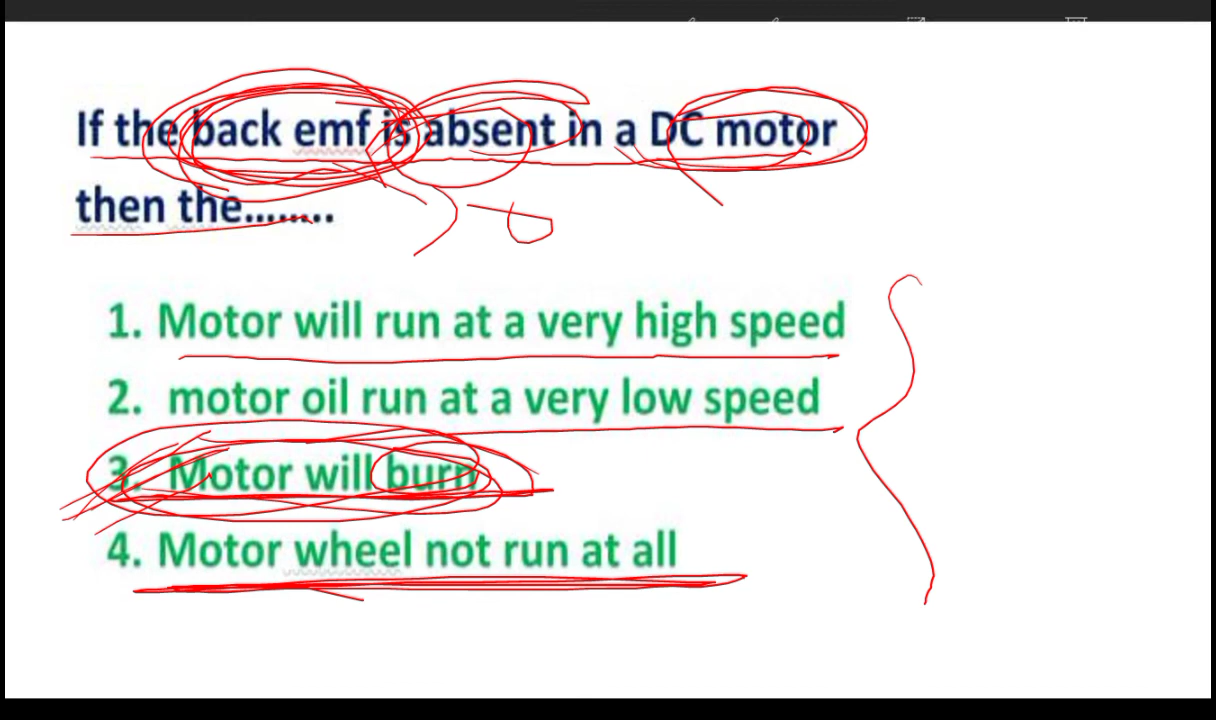 If the back emf is absent in a DC motor
then the........
1. Motor will run at a very high speed
2. motor oil run at a very low speed
3. Motor will burn
4. Motor wheel not run at all